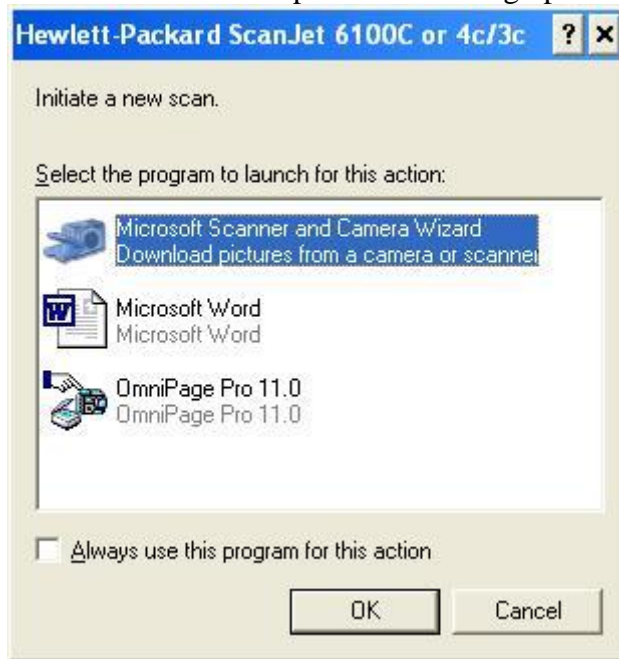 Hewlett-Packard ScanJet 6100C or 4c/3c
Initiate a new scan.
Select the program to launch for this action:
Microsoft Scanner and Camera Wizard
Download pictures from a camera or scanner
Microsoft Word
Microsoft Word
OmniPage Pro 11.0
OmniPage Pro 11.0
Always use this program for this action
OK Cancel